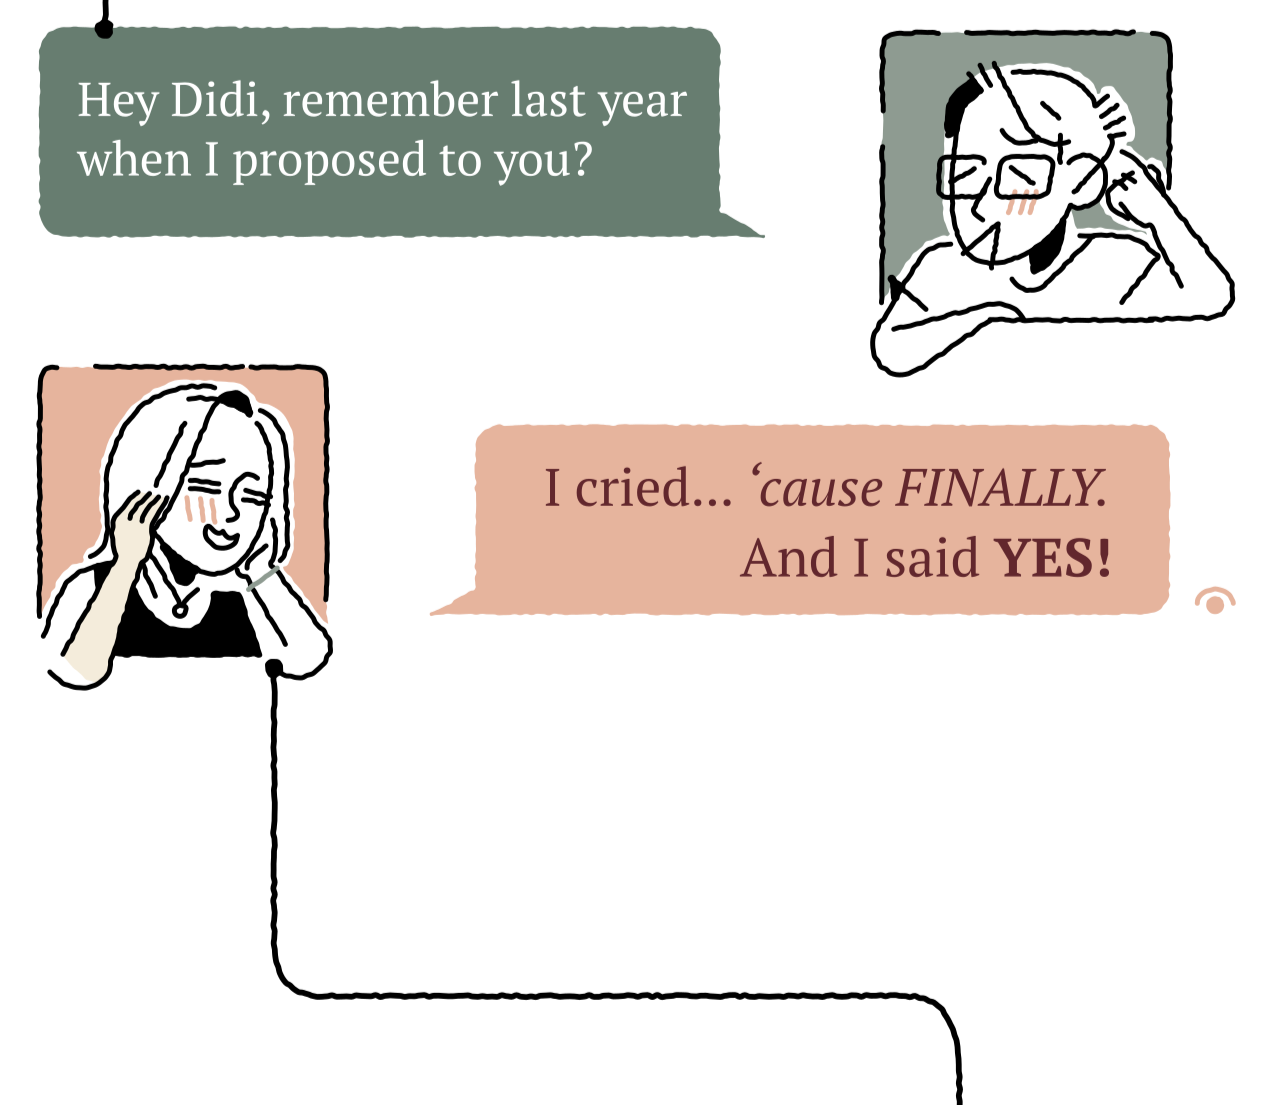 Hey Didi, remember last year
when I proposed to you?
I cried... ‘cause FINALLY.
And I said YES!